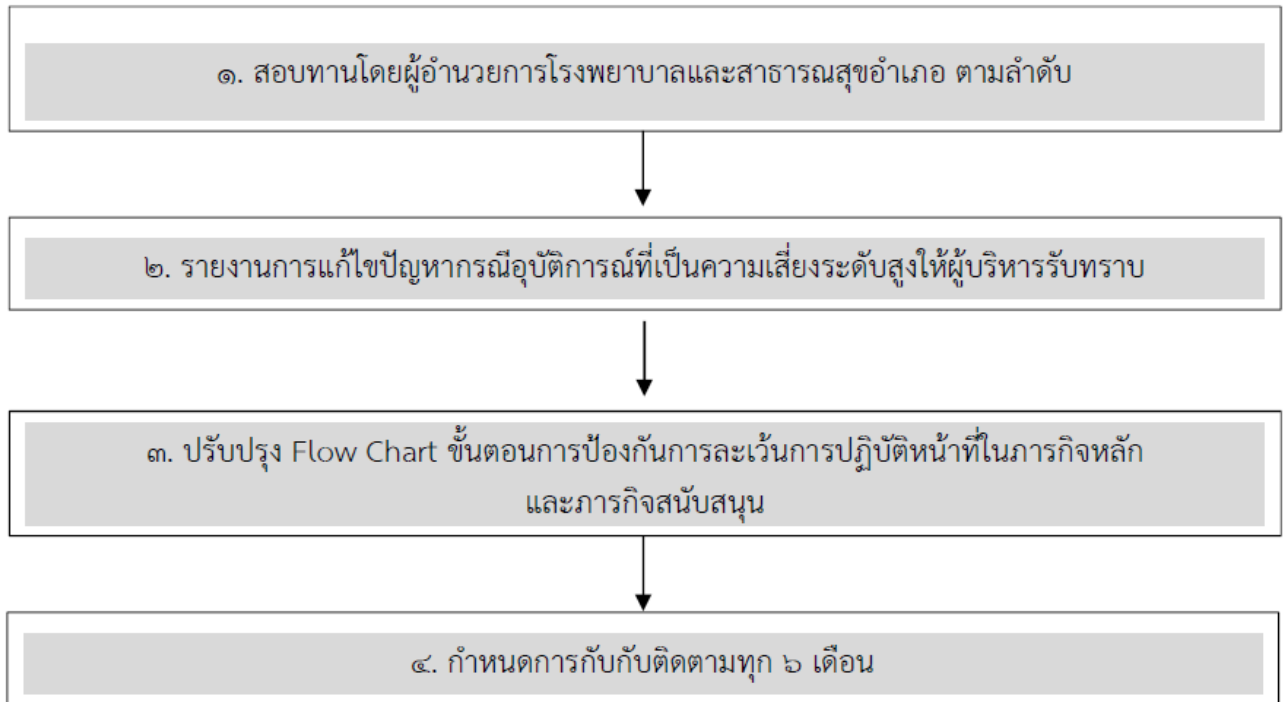 ๑. สอบทานโดยผู้อำนวยการโรงพยาบาลและสาธารณสุขอำเภอ ตามลำดับ
๒. รายงานการแก้ไขปัญหากรณีอุบัติการณ์ที่เป็นความเสี่ยงระดับสูงให้ผู้บริหารรับทราบ
๓. ปรับปรุง Flow Chart ขั้นตอนการป้องกันการละเว้นการปฏิบัติหน้าที่ในภารกิจหลัก
และภารกิจสนับสนุน
๔. กำหนดการกับกับติดตามทุก ๖ เดือน